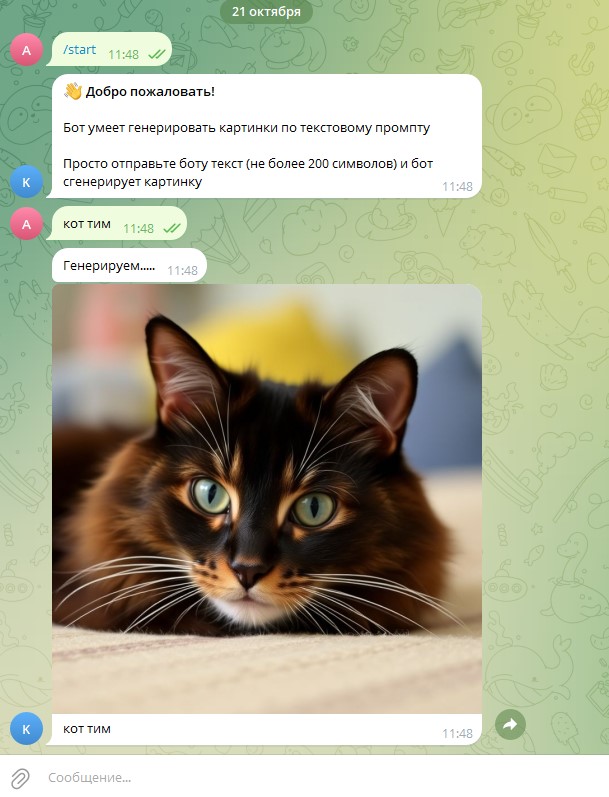 21 октября
А
/start 11:48
👋 Добро пожаловать!
Бот умеет генерировать картинки по текстовому промпту
Просто отправьте боту текст (не более 200 символов) и бот
сгенерирует картинку
К
11:48
А
кот тим 11:48
Генерируем..... 11:48
К
кот тим 11:48
Сообщение...